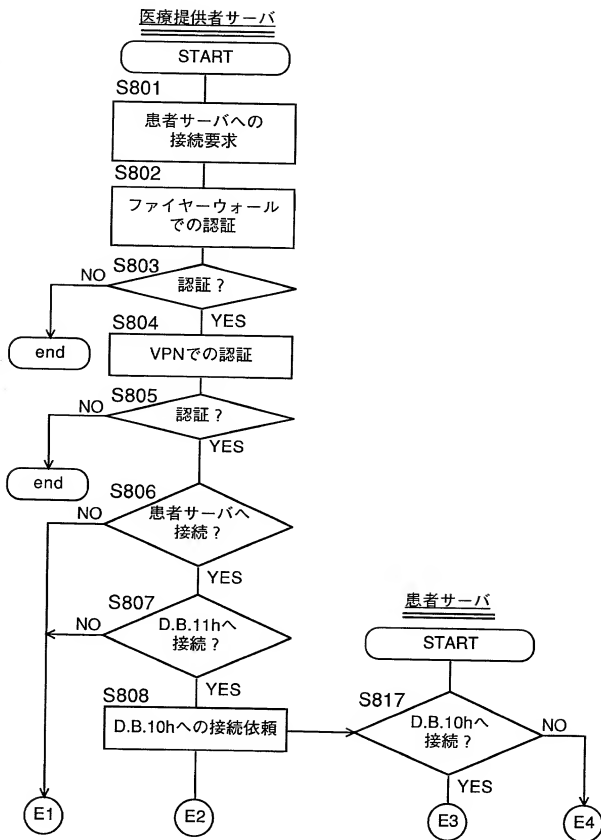 医療提供者サーバ
START
S801
患者サーバへの
接続要求
S802
ファイヤーウォール
での認証
S803
認証？
NO
YES
end
S804
VPNでの認証
S805
認証？
NO
YES
end
S806
患者サーバへ
接続？
NO
YES
S807
D.B.11hへ
接続？
NO
YES
S808
D.B.10hへの接続依頼
患者サーバ
START
S817
D.B.10hへ
接続？
NO
YES
E1
E2
E3
E4